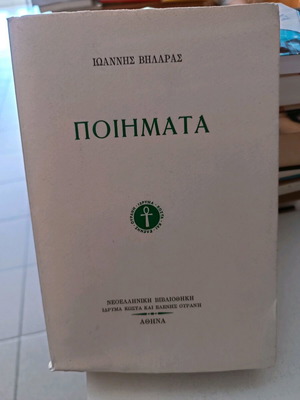 ΙΩΑΝΝΗΣ ΒΗΛΑΡΑΣ
ΠΟΙΗΜΑΤΑ
ΝΕΟΕΛΛΗΝΙΚΗ ΒΙΒΛΙΟΘΗΚΗ
ΙΔΡΥΜΑ ΚΩΣΤΑ ΚΑΙ ΕΛΕΝΗΣ ΟΥΡΑΝΗ
ΑΘΗΝΑ